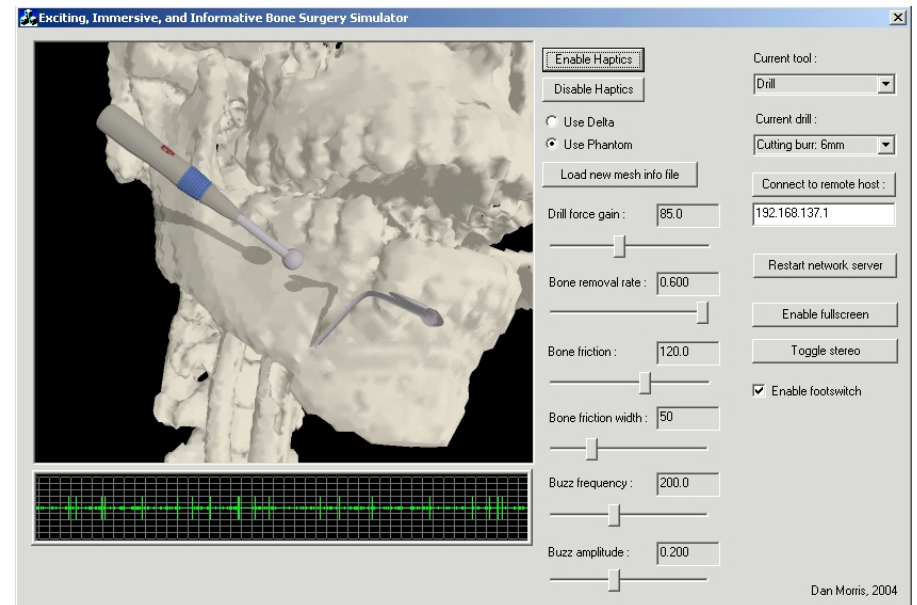 Exciting, Immersive, and Informative Bone Surgery Simulator
Enable Haptics
Disable Haptics
Use Delta
Use Phantom
Load new mesh info file
Drill force gain : 85.0
Bone removal rate : 0.600
Bone friction : 120.0
Bone friction width : 50
Buzz frequency : 200.0
Buzz amplitude : 0.200
Current tool :
Drill
Current drill :
Cutting burr: 6mm
Connect to remote host :
192.168.137.1
Restart network server
Enable fullscreen
Toggle stereo
Enable footswitch
Dan Morris, 2004